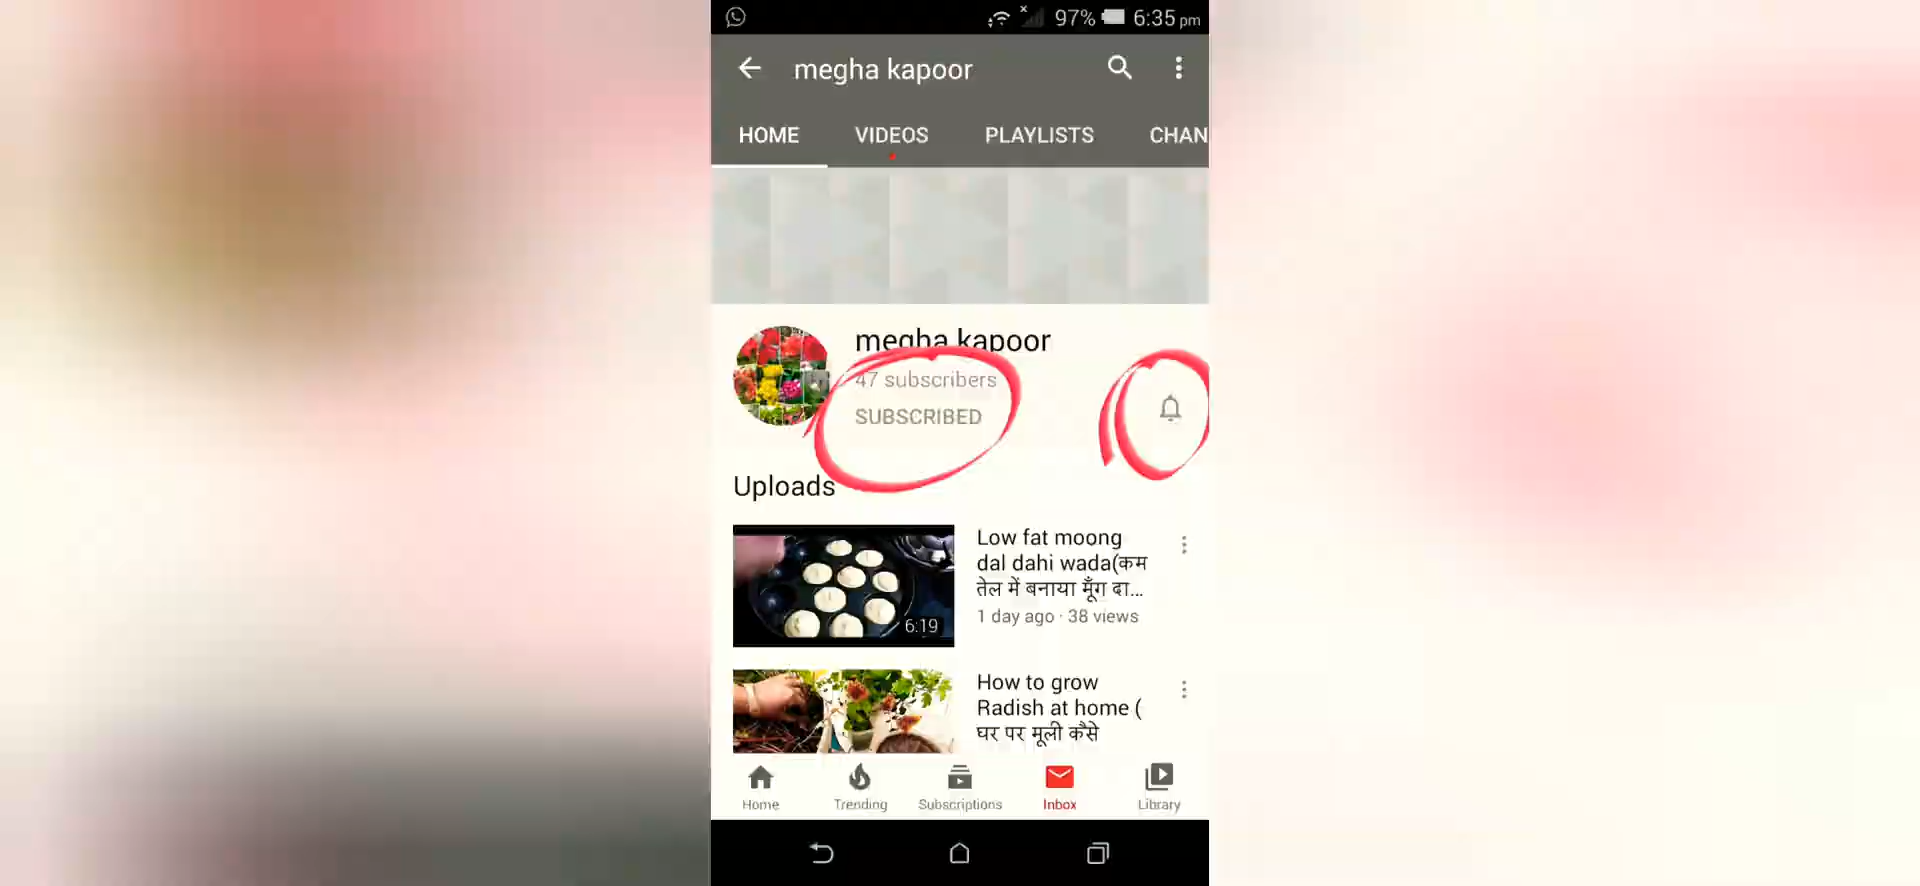 97% 6:35 pm
megha kapoor
HOME VIDEOS PLAYLISTS CHAN
megha kapoor
47 subscribers
SUBSCRIBED
Uploads
Low fat moong
dal dahi wada(कम
तेल में बनाया मूँग दा...
1 day ago · 38 views
6:19
How to grow
Radish at home (
घर पर मूली कैसे
Home Trending Subscriptions Inbox Library